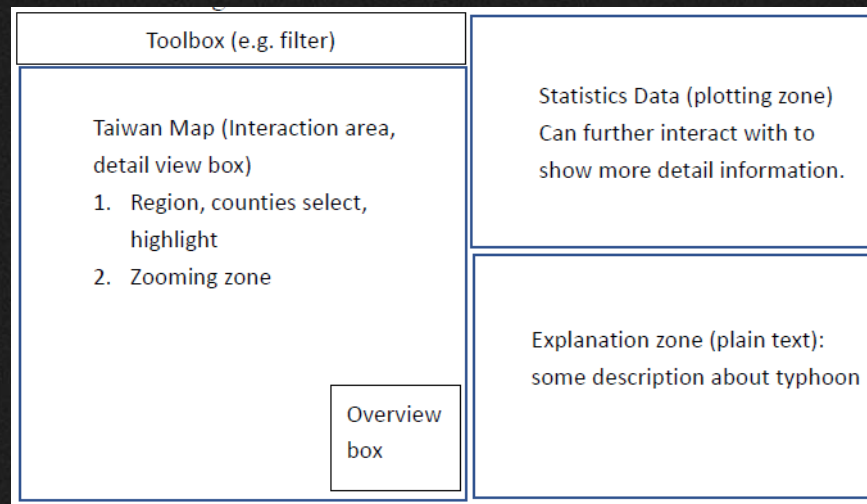 Toolbox (e.g. filter)
Taiwan Map (Interaction area,
detail view box)
1. Region, counties select,
highlight
2. Zooming zone
Overview
box
Statistics Data (plotting zone)
Can further interact with to
show more detail information.
Explanation zone (plain text):
some description about typhoon